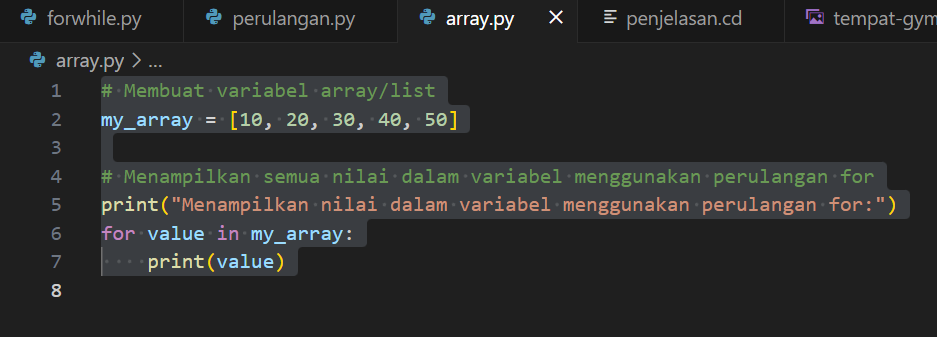 forwhile.py perulangan.py array.py penjelasan.cd tempat-gym
array.py > ...
1 # Membuat variabel array/list
2 my_array = [10, 20, 30, 40, 50]
3
4 # Menampilkan semua nilai dalam variabel menggunakan perulangan for
5 print("Menampilkan nilai dalam variabel menggunakan perulangan for:")
6 for value in my_array:
7     print(value)
8